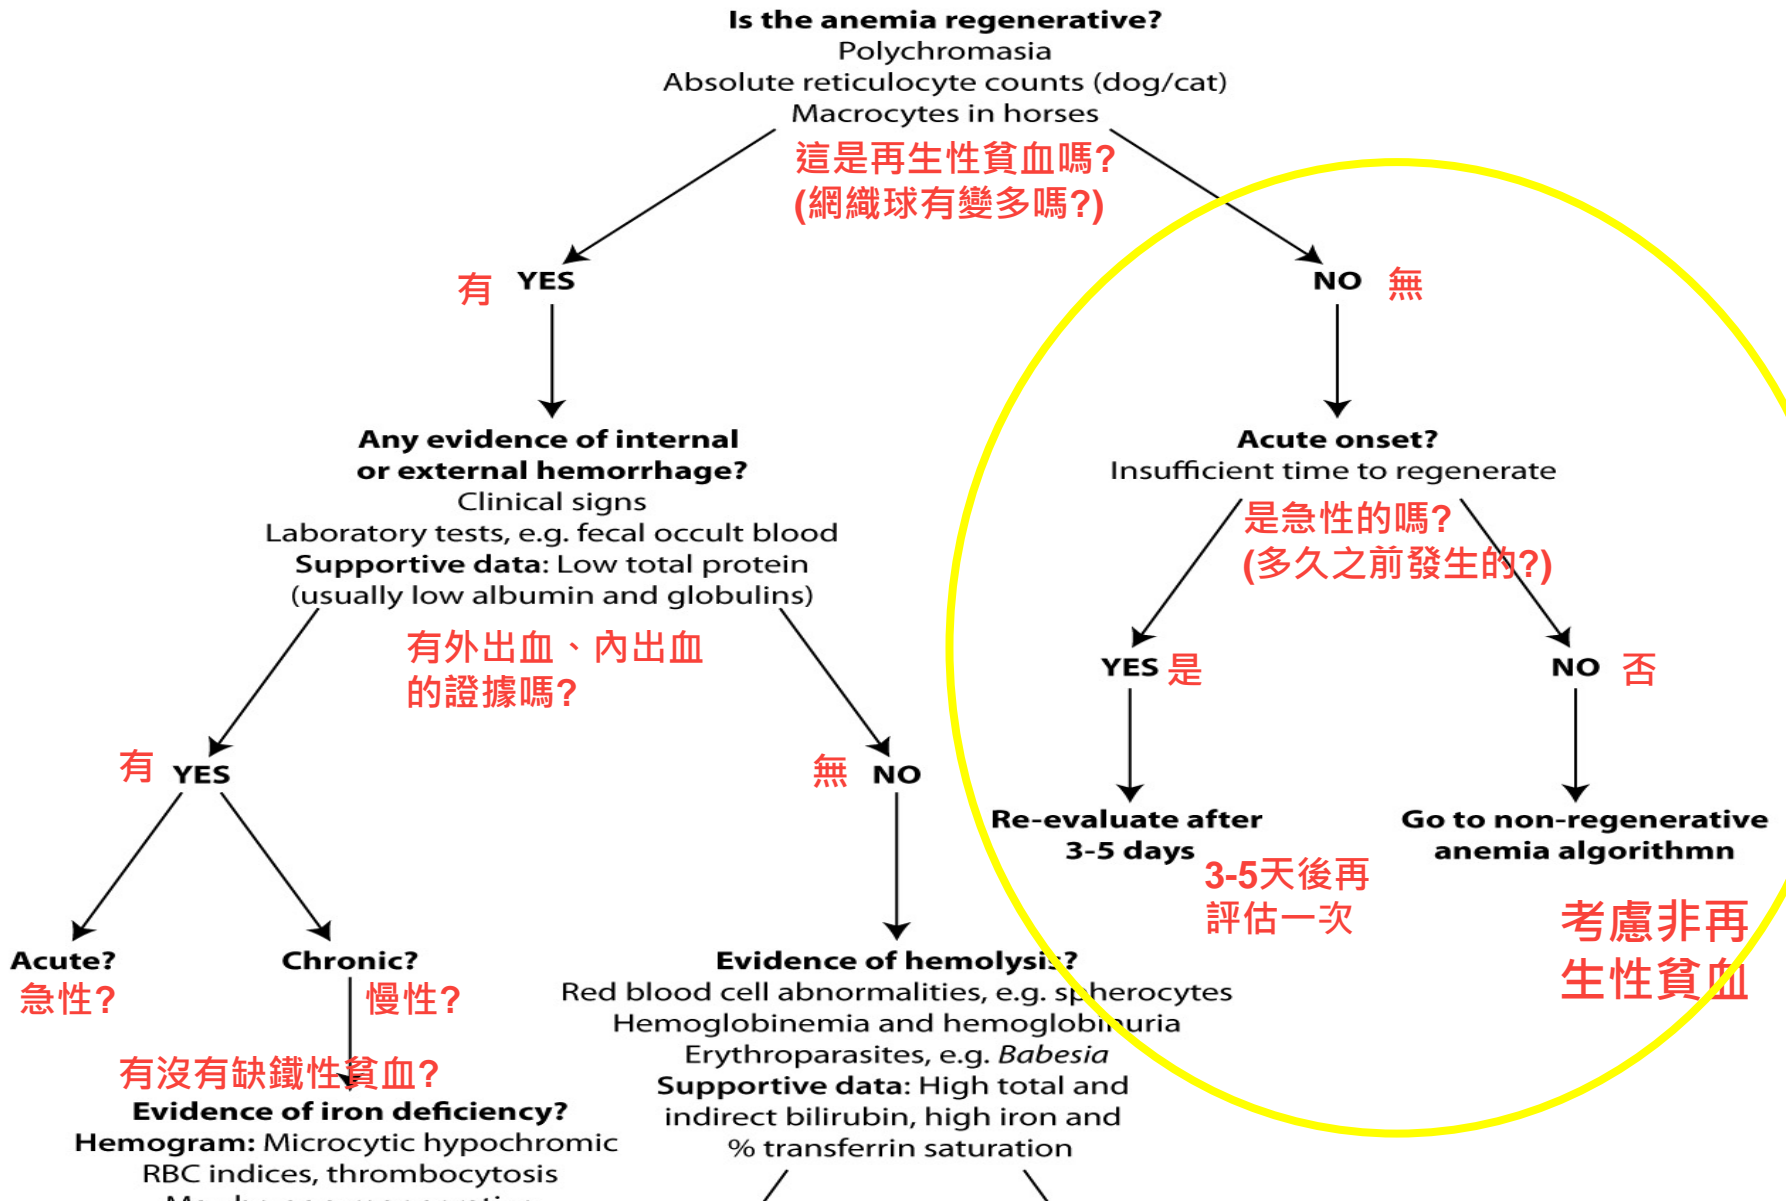 Is the anemia regenerative?
Polychromasia
Absolute reticulocyte counts (dog/cat)
Macrocytes in horses
這是再生性貧血嗎?
(網織球有變多嗎?)
有 YES
NO 無
Any evidence of internal
or external hemorrhage?
Clinical signs
Laboratory tests, e.g. fecal occult blood
Supportive data: Low total protein
(usually low albumin and globulins)
有外出血、內出血
的證據嗎?
Acute onset?
Insufficient time to regenerate
是急性的嗎?
(多久之前發生的?)
YES 是
NO 否
有 YES
無 NO
Re-evaluate after
3-5 days
3-5天後再
評估一次
Go to non-regenerative
anemia algorithmn
考慮非再
生性貧血
Acute?
急性?
Chronic?
慢性?
有沒有缺鐵性貧血?
Evidence of iron deficiency?
Hemogram: Microcytic hypochromic
RBC indices, thrombocytosis
Evidence of hemolysis?
Red blood cell abnormalities, e.g. spherocytes
Hemoglobinemia and hemoglobinuria
Erythroparasites, e.g. Babesia
Supportive data: High total and
indirect bilirubin, high iron and
% transferrin saturation